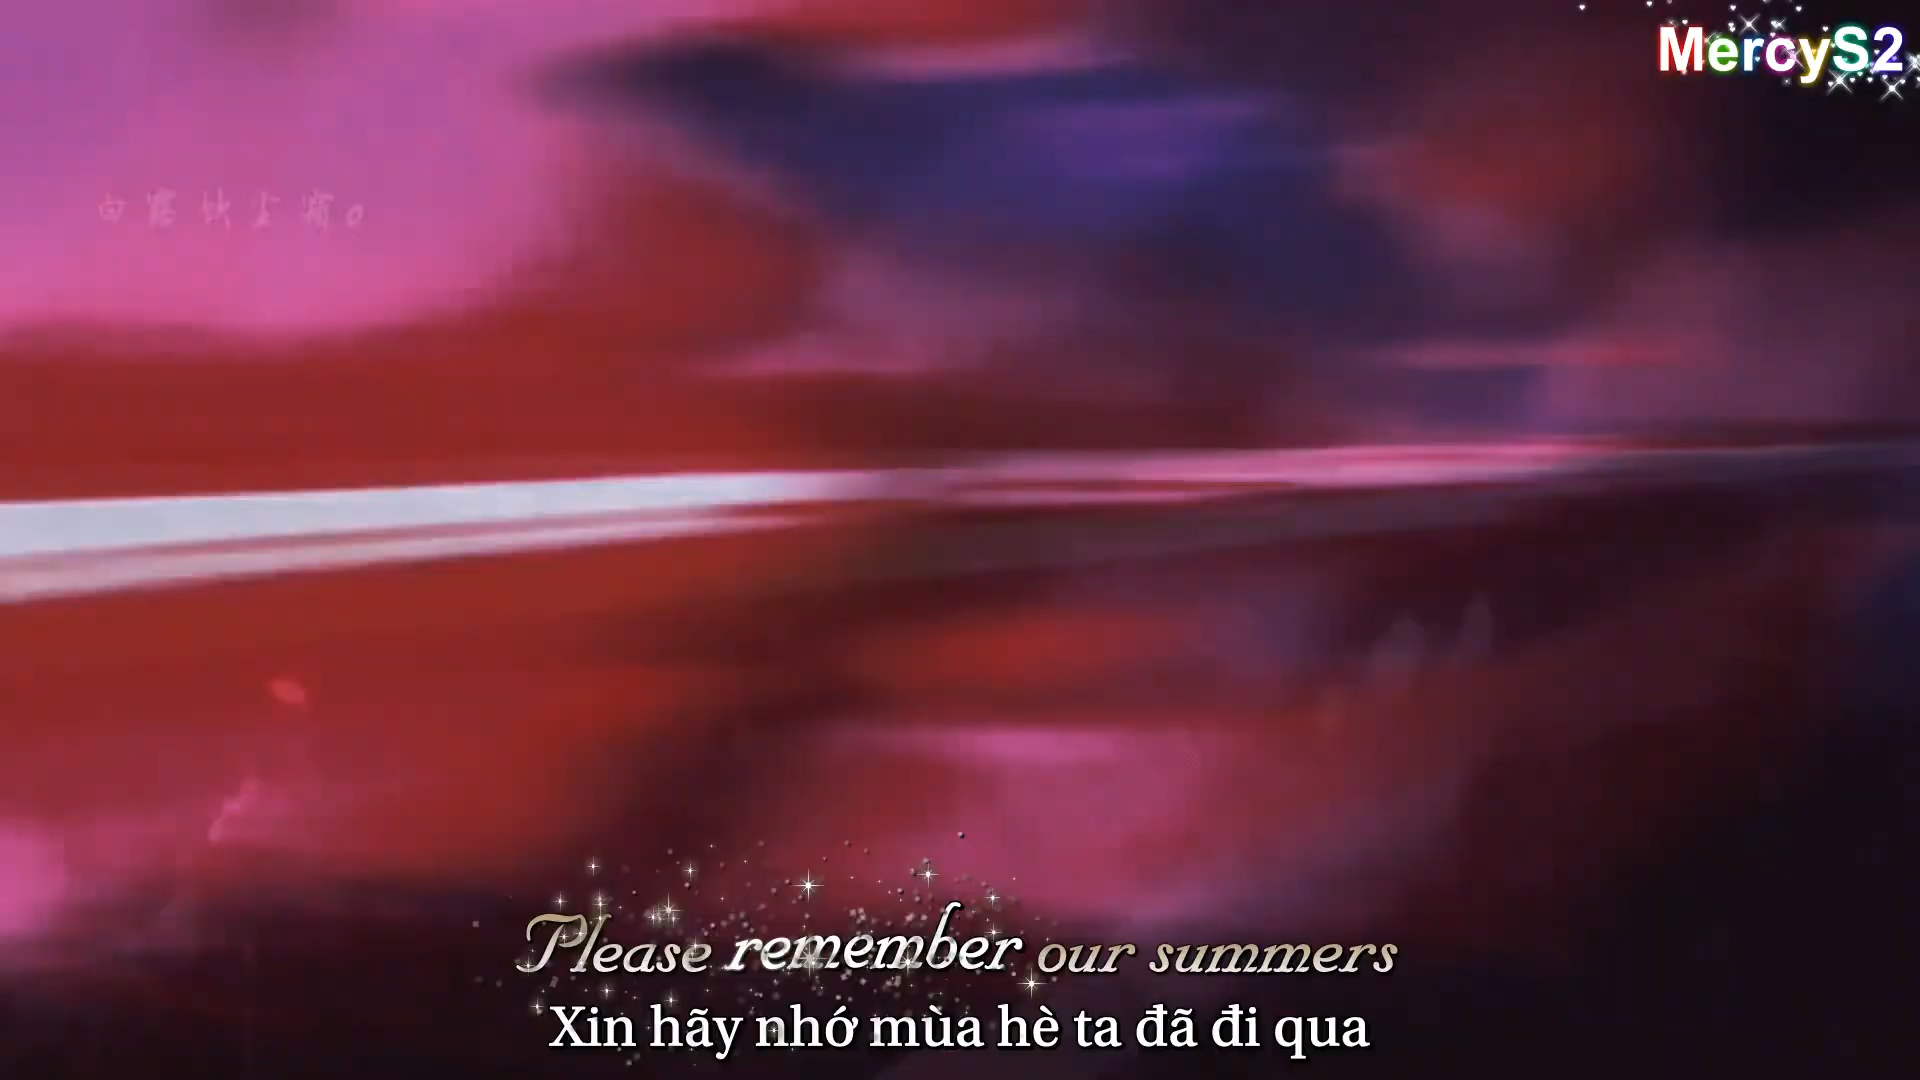 MercyS2
Please remember our summers
Xin hãy nhớ mùa hè ta đã đi qua